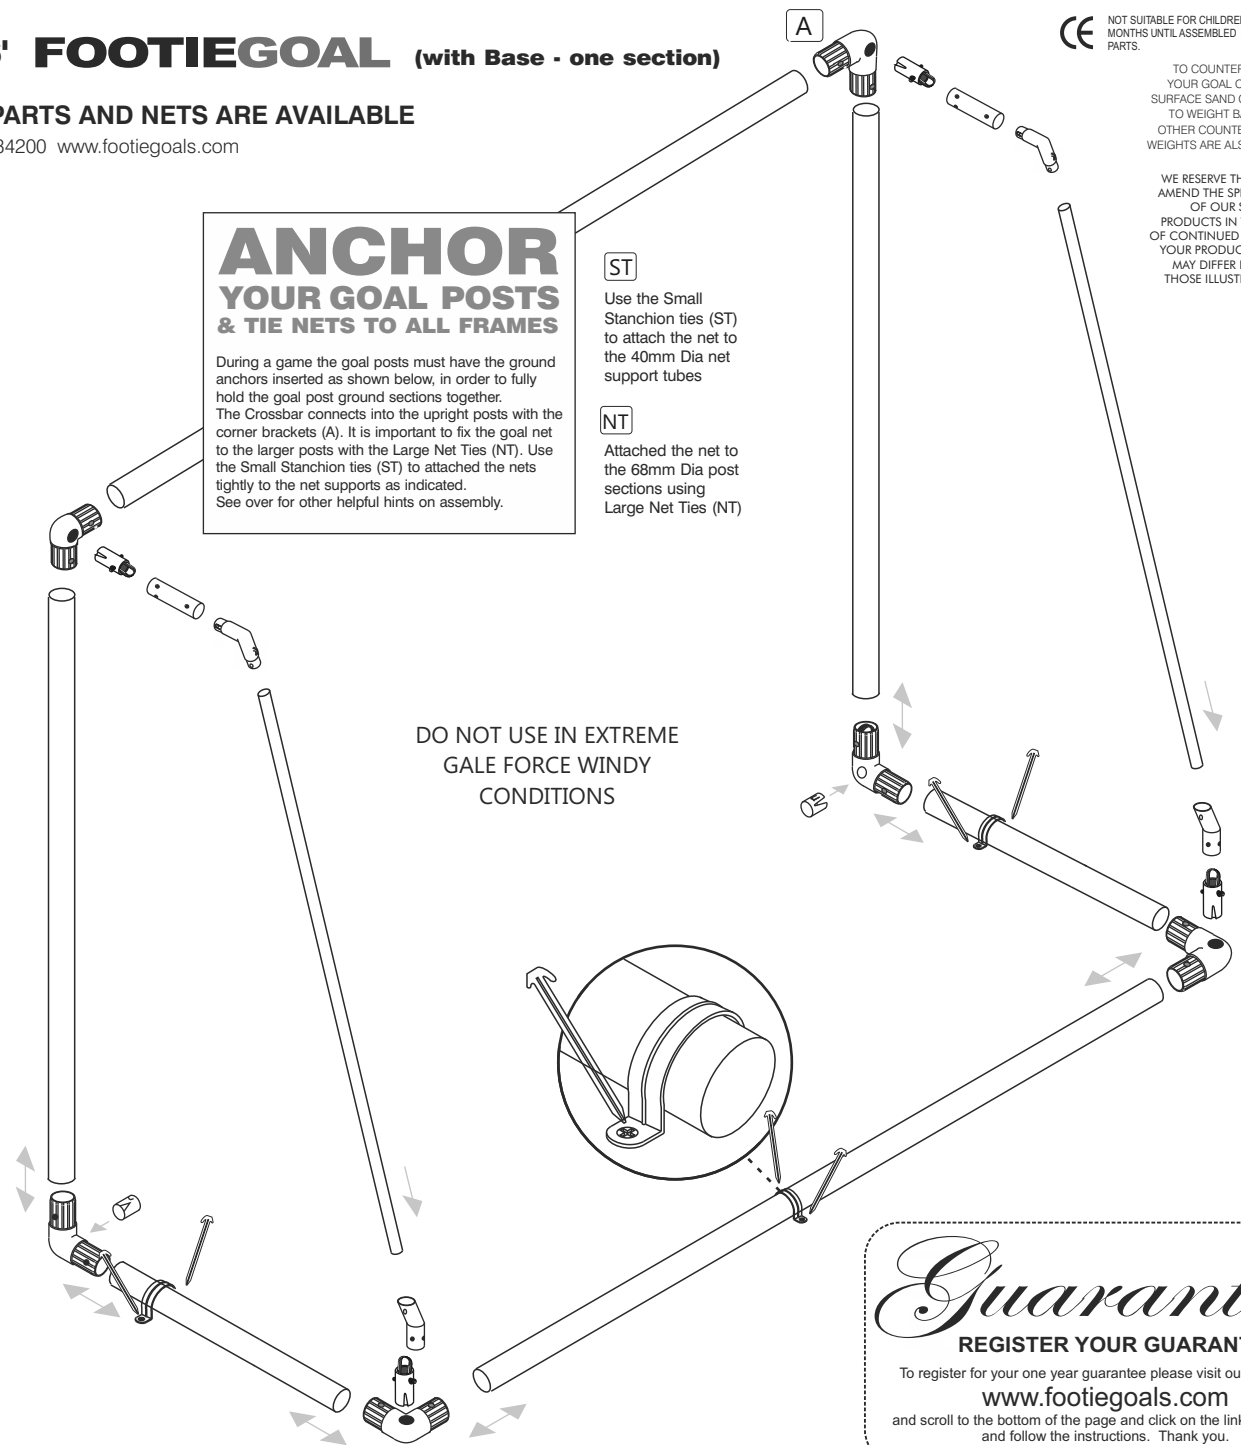 FOOTIEGOAL (with Base - one section)
PARTS AND NETS ARE AVAILABLE
34200 www.footiegoals.com
A
NOT SUITABLE FOR CHILDREN
MONTHS UNTIL ASSEMBLED
PARTS.
TO COUNTER
YOUR GOAL
SURFACE SAND
TO WEIGHT
OTHER COUNTE
WEIGHTS ARE
WE RESERVE
AMEND THE
OF OUR
PRODUCTS IN
OF CONTINUED
YOUR
MAY DIFFER
THOSE
ANCHOR
YOUR GOAL POSTS
& TIE NETS TO ALL FRAMES
During a game the goal posts must have the ground
anchors inserted as shown below, in order to fully
hold the goal post ground sections together.
The Crossbar connects into the upright posts with the
corner brackets (A). It is important to fix the goal net
to the larger posts with the Large Net Ties (NT). Use
the Small Stanchion ties (ST) to attached the nets
tightly to the net supports as indicated.
See over for other helpful hints on assembly.
ST
Use the Small
Stanchion ties (ST)
to attach the net to
the 40mm Dia net
support tubes
NT
Attached the net to
the 68mm Dia post
sections using
Large Net Ties (NT)
DO NOT USE IN EXTREME
GALE FORCE WINDY
CONDITIONS
Guarant
REGISTER YOUR GUARANT
To register for your one year guarantee please visit ou
www.footiegoals.com
and scroll to the bottom of the page and click on the link
and follow the instructions. Thank you.